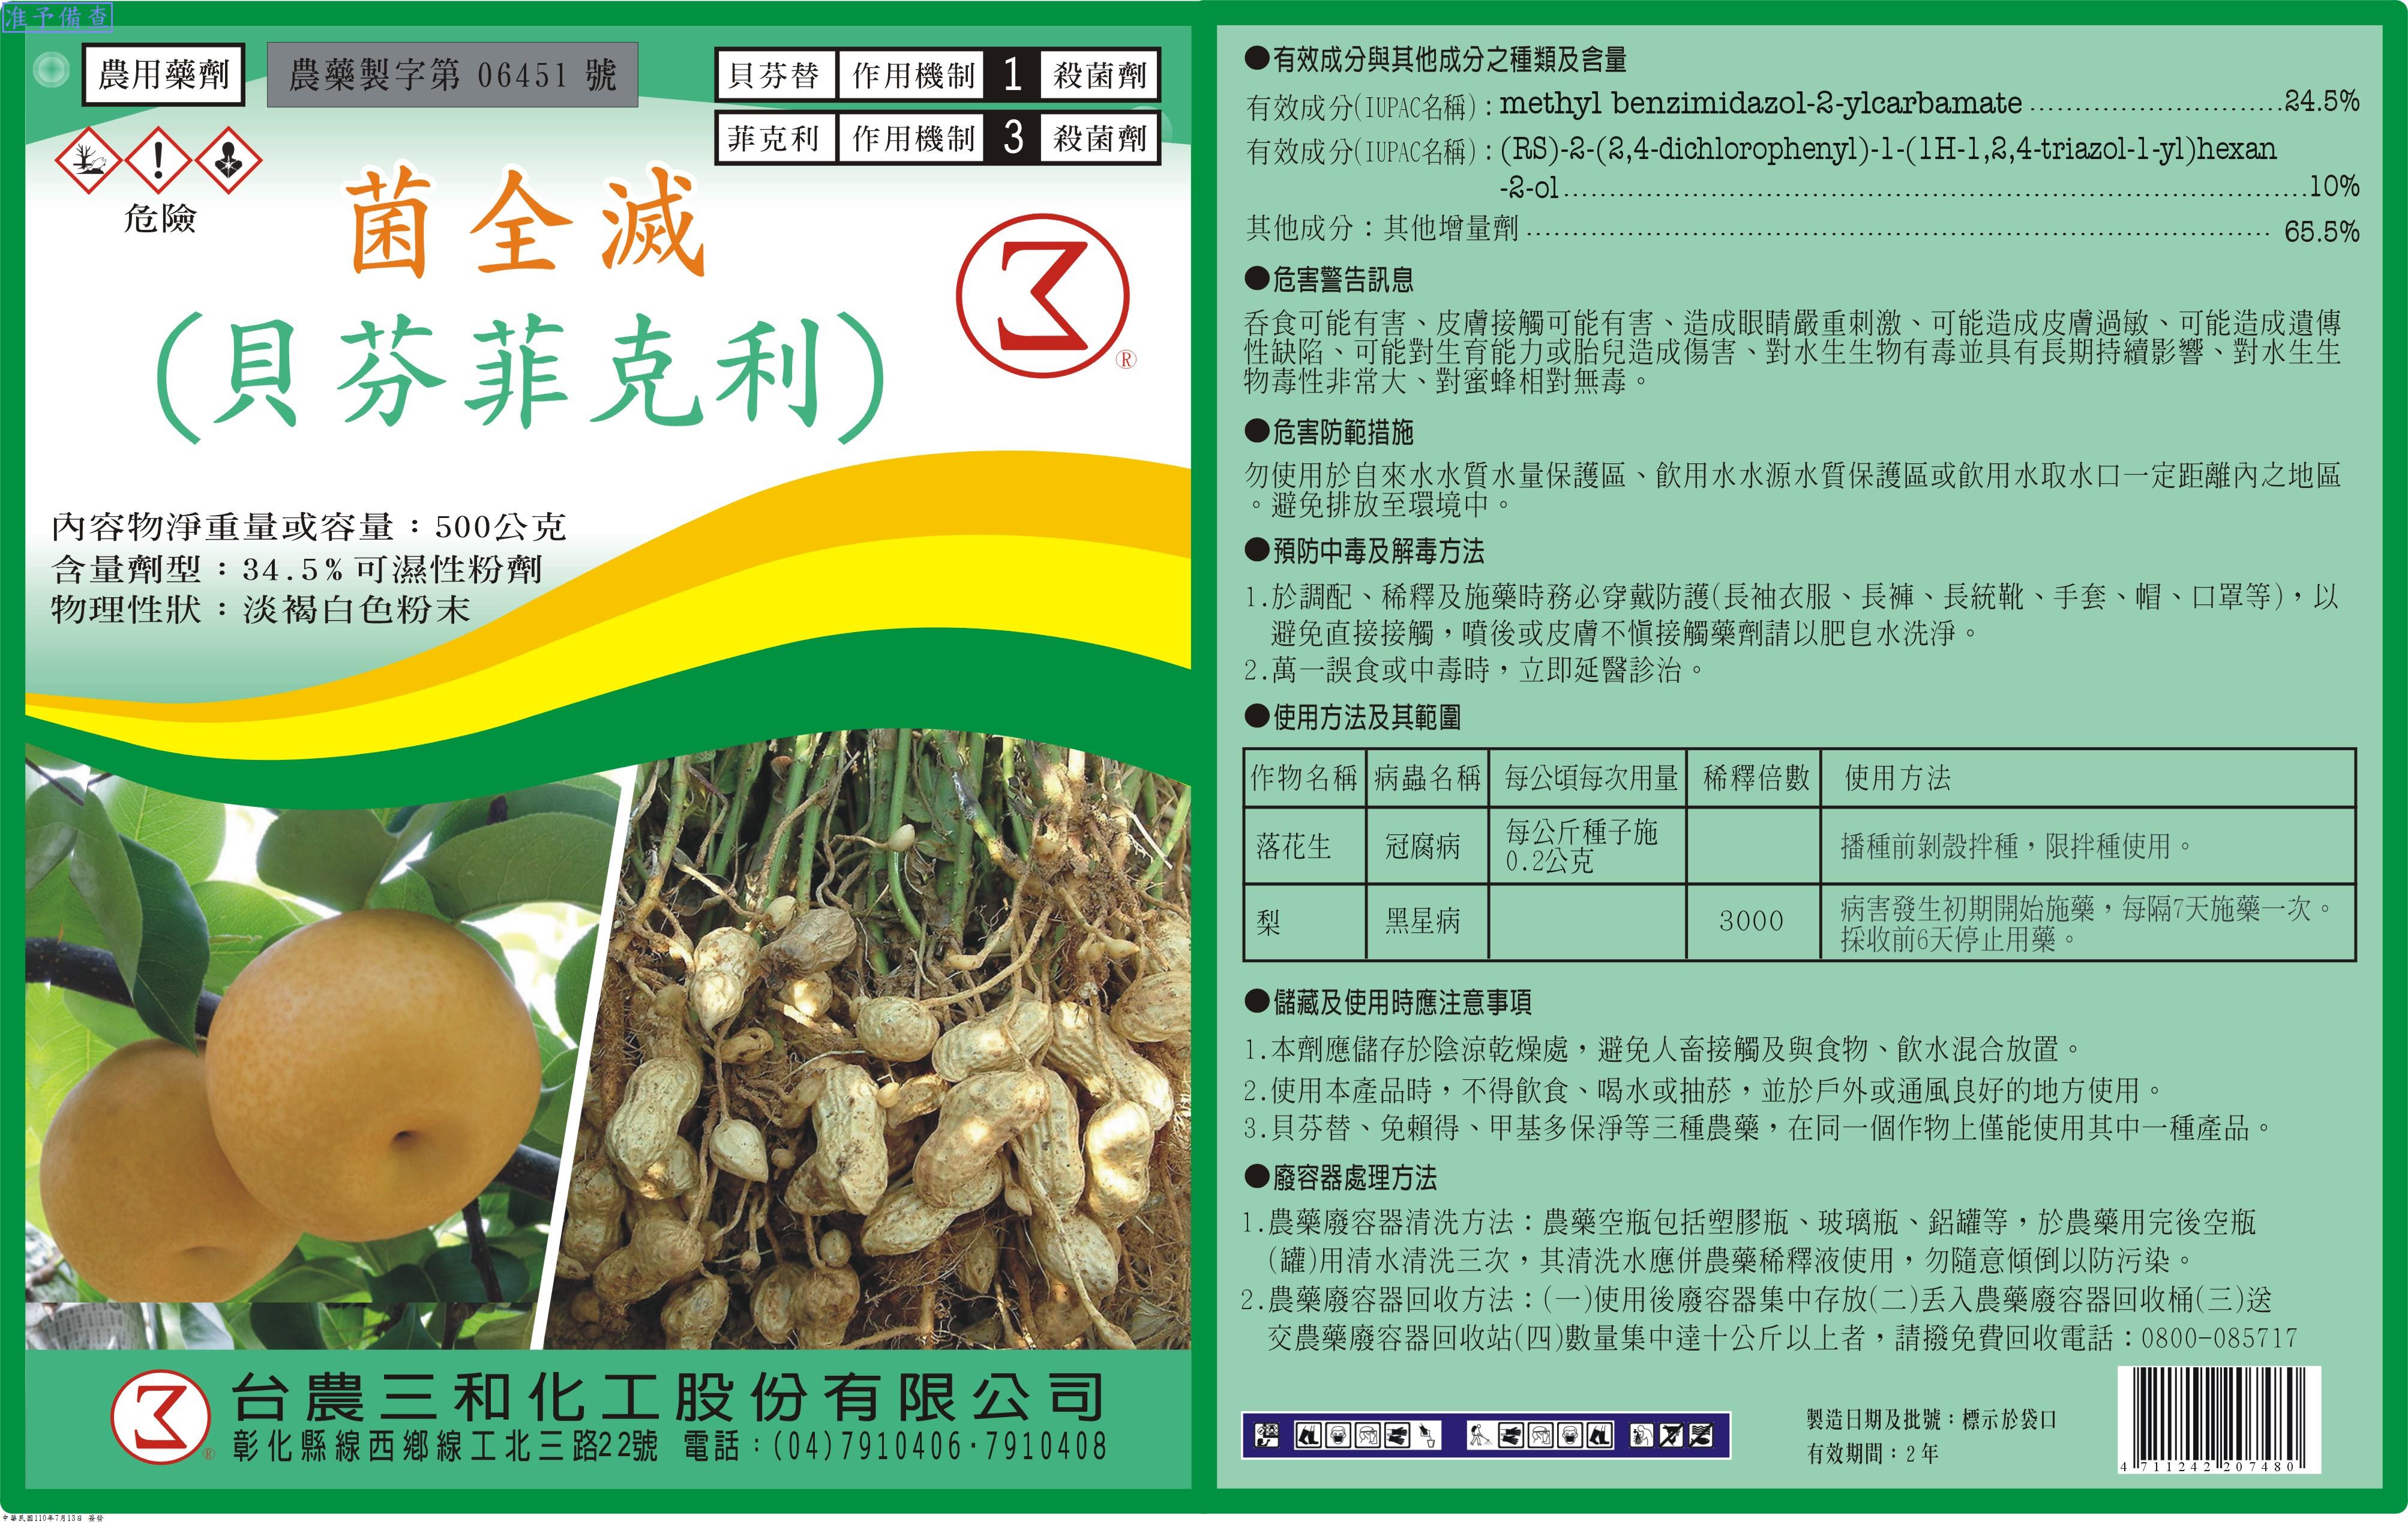 准予備查
農用藥劑
農藥製字第 06451 號
貝芬替 作用機制 1 殺菌劑
菲克利 作用機制 3 殺菌劑
危險
菌全滅
(貝芬菲克利)
®
內容物淨重量或容量：500公克
含量劑型：34.5%可濕性粉劑
物理性狀：淡褐白色粉末
®
台農三和化工股份有限公司
彰化縣線西鄉線工北三路22號 電話：(04)7910406·7910408
●有效成分與其他成分之種類及含量
有效成分(IUPAC名稱)：methyl benzimidazol-2-ylcarbamate ............................24.5%
有效成分(IUPAC名稱)：(RS)-2-(2,4-dichlorophenyl)-1-(1H-1,2,4-triazol-1-yl)hexan
-2-ol..................................................................................10%
其他成分：其他增量劑.................................................................................. 65.5%
●危害警告訊息
吞食可能有害、皮膚接觸可能有害、造成眼睛嚴重刺激、可能造成皮膚過敏、可能造成遺傳
性缺陷、可能對生育能力或胎兒造成傷害、對水生生物有毒並具有長期持續影響、對水生生
物毒性非常大、對蜜蜂相對無毒。
●危害防範措施
勿使用於自來水水質水量保護區、飲用水水源水質保護區或飲用水取水口一定距離內之地區
。避免排放至環境中。
●預防中毒及解毒方法
1.於調配、稀釋及施藥時務必穿戴防護(長袖衣服、長褲、長統靴、手套、帽、口罩等)，以
避免直接接觸，噴後或皮膚不慎接觸藥劑請以肥皂水洗淨。
2.萬一誤食或中毒時，立即延醫診治。
●使用方法及其範圍
作物名稱 病蟲名稱 每公頃每次用量 稀釋倍數 使用方法
落花生 冠腐病 每公斤種子施 播種前剝殼拌種，限拌種使用。
0.2公克
梨 黑星病 3000 病害發生初期開始施藥，每隔7天施藥一次。
採收前6天停止用藥。
●儲藏及使用時應注意事項
1.本劑應儲存於陰涼乾燥處，避免人畜接觸及與食物、飲水混合放置。
2.使用本產品時，不得飲食、喝水或抽菸，並於戶外或通風良好的地方使用。
3.貝芬替、免賴得、甲基多保淨等三種農藥，在同一個作物上僅能使用其中一種產品。
●廢容器處理方法
1.農藥廢容器清洗方法：農藥空瓶包括塑膠瓶、玻璃瓶、鋁罐等，於農藥用完後空瓶
(罐)用清水清洗三次，其清洗水應併農藥稀釋液使用，勿隨意傾倒以防污染。
2.農藥廢容器回收方法：(一)使用後廢容器集中存放(二)丟入農藥廢容器回收桶(三)送
交農藥廢容器回收站(四)數量集中達十公斤以上者，請撥免費回收電話：0800-085717
製造日期及批號：標示於袋口
有效期間：2年
4 711242 207480
中華民國110年7月13日 簽發